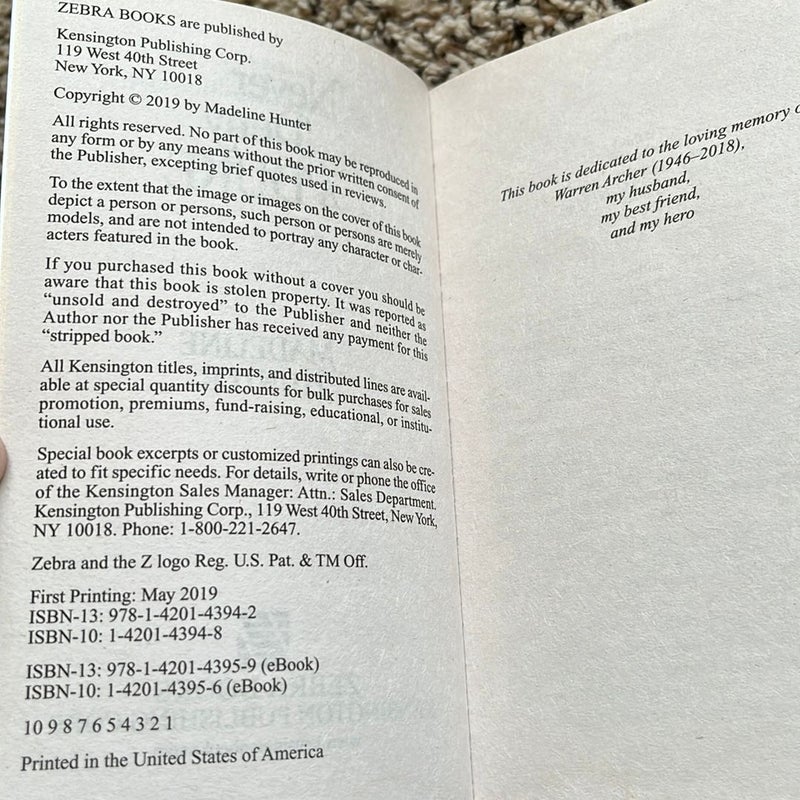 ZEBRA BOOKS are published by
Kensington Publishing Corp.
119 West 40th Street
New York, NY 10018
Copyright © 2019 by Madeline Hunter
All rights reserved. No part of this book may be reproduced in
any form or by any means without the prior written consent of
the Publisher, excepting brief quotes used in reviews.
To the extent that the image or images on the cover of this book
depict a person or persons, such person or persons are merely
models, and are not intended to portray any character or char-
acters featured in the book.
If you purchased this book without a cover you should be
aware that this book is stolen property. It was reported as
“unsold and destroyed” to the Publisher and neither the
Author nor the Publisher has received any payment for this
“stripped book.”
All Kensington titles, imprints, and distributed lines are avail-
able at special quantity discounts for bulk purchases for sales
promotion, premiums, fund-raising, educational, or institu-
tional use.
Special book excerpts or customized printings can also be cre-
ated to fit specific needs. For details, write or phone the office
of the Kensington Sales Manager: Attn.: Sales Department.
Kensington Publishing Corp., 119 West 40th Street, New York,
NY 10018. Phone: 1-800-221-2647.
Zebra and the Z logo Reg. U.S. Pat. & TM Off.
First Printing: May 2019
ISBN-13: 978-1-4201-4394-2
ISBN-10: 1-4201-4394-8
ISBN-13: 978-1-4201-4395-9 (eBook)
ISBN-10: 1-4201-4395-6 (eBook)
10 9 8 7 6 5 4 3 2 1
Printed in the United States of America
This book is dedicated to the loving memory
Warren Archer (1946–2018),
my husband,
my best friend,
and my hero